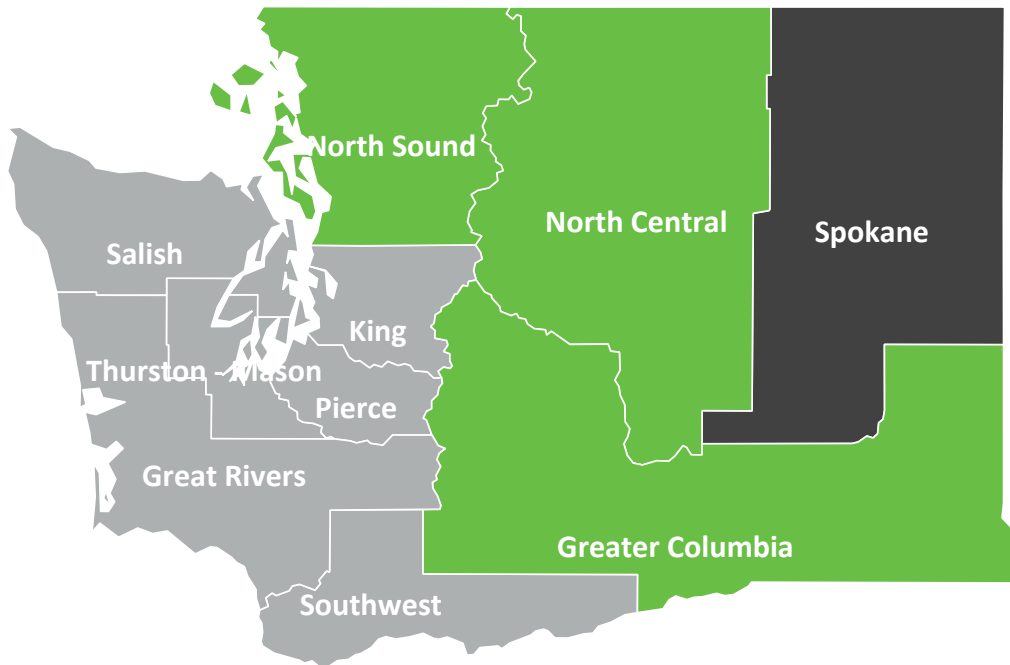 North Sound
North Central
Spokane
Salish
King
Thurston - Mason
Pierce
Great Rivers
Greater Columbia
Southwest